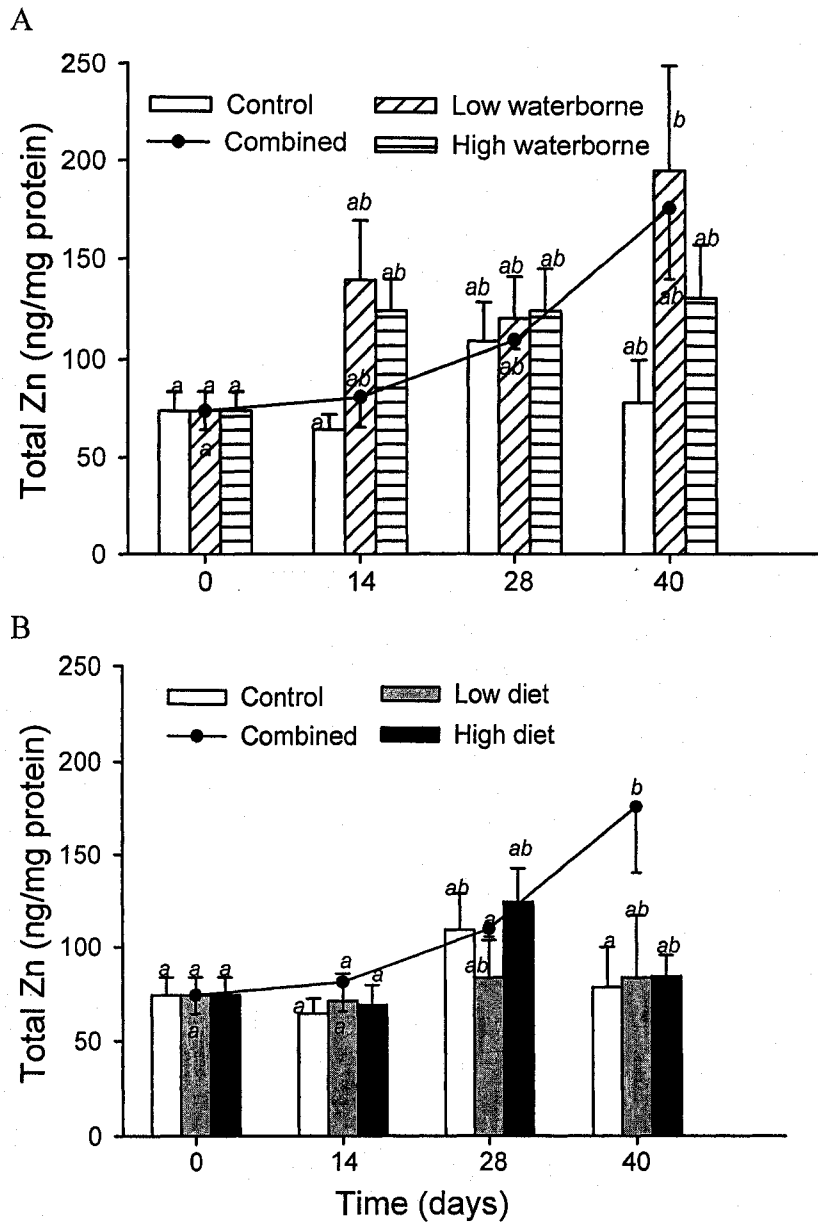 A
250
200
150
100
50
0
Total Zn (ng/mg protein)
Control
Low waterborne
Combined
High waterborne
a
a
a
a
a
ab
ab
ab
ab
ab
ab
ab
ab
b
ab
ab
0
14
28
40
B
250
200
150
100
50
0
Total Zn (ng/mg protein)
Control
Low diet
Combined
High diet
a
a
a
a
a
a
a
a
ab
a
ab
ab
b
a
ab
ab
0
14
28
40
Time (days)